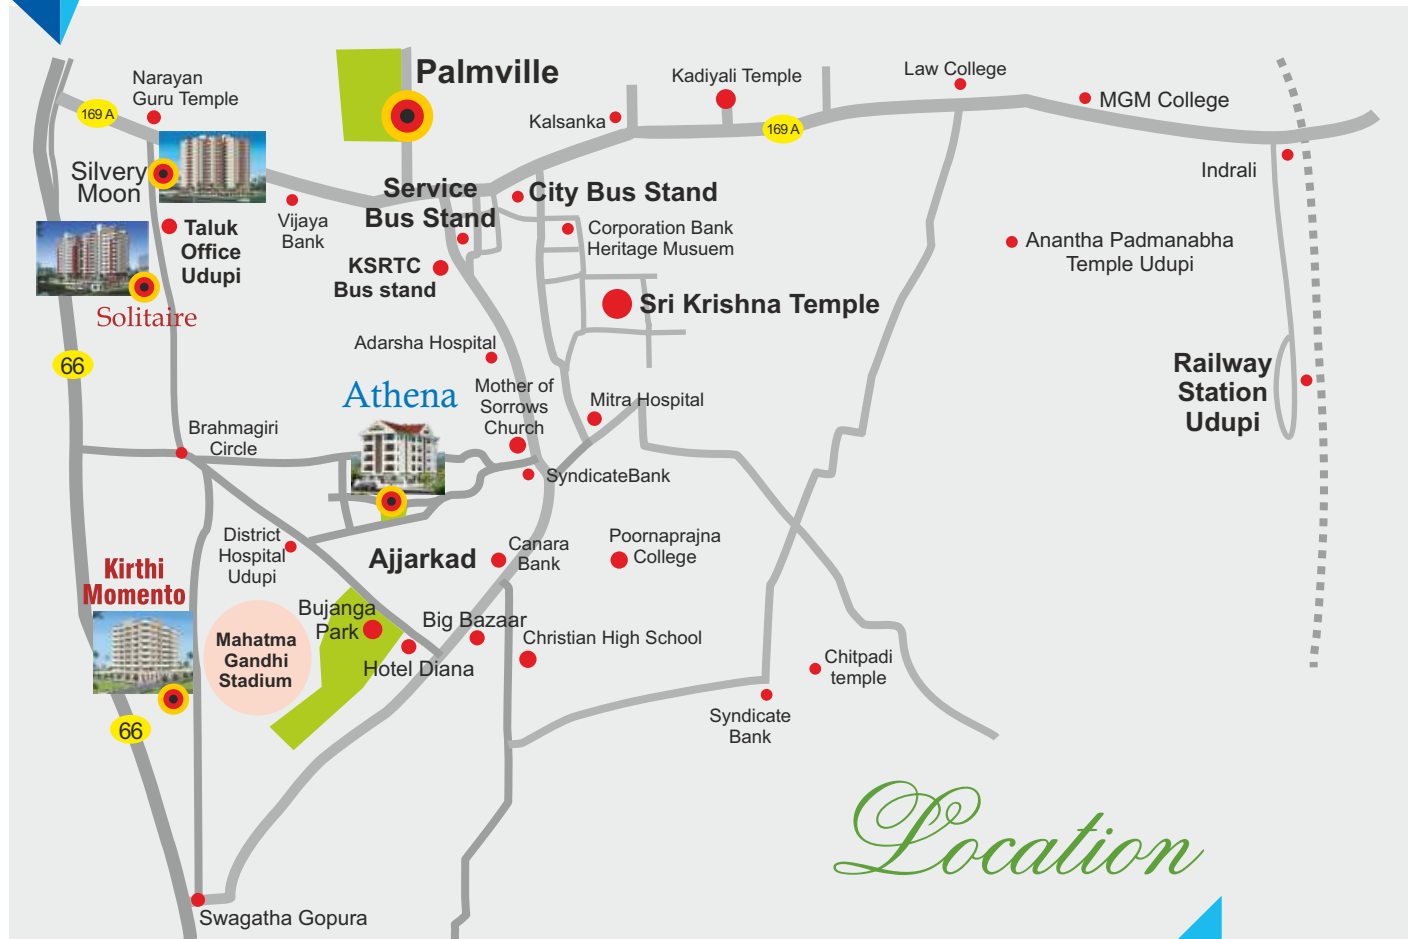 Palmville
Narayan
Guru Temple
169 A
Kadiyali Temple
Law College
MGM College
Kalsanka
169 A
Indrali
Silvery
Moon
Service
Bus Stand
City Bus Stand
Vijaya
Bank
Taluk
Office
Udupi
Corporation Bank
Heritage Musuem
Anantha Padmanabha
Temple Udupi
KSRTC
Bus stand
Sri Krishna Temple
Solitaire
Adarsha Hospital
66
Railway
Station
Udupi
Athena
Mother of
Sorrows
Church
Mitra Hospital
Brahmagiri
Circle
SyndicateBank
District
Hospital
Udupi
Ajjarkad
Canara
Bank
Poornaprajna
College
Kirthi
Momento
Bujanga
Park
Big Bazaar
Mahatma
Gandhi
Stadium
Christian High School
Hotel Diana
Chitpadi
temple
Syndicate
Bank
66
Location
Swagatha Gopura